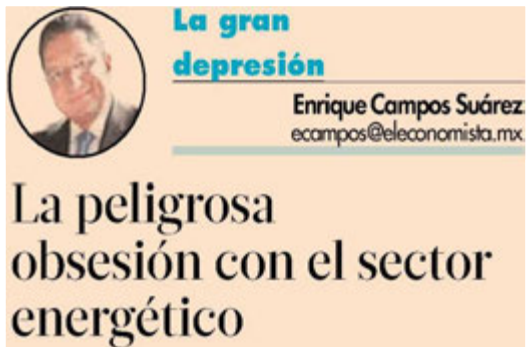 La gran
depresión
Enrique Campos Suárez
ecampos@eleconomista.mx
La peligrosa
obsesión con el sector
energético